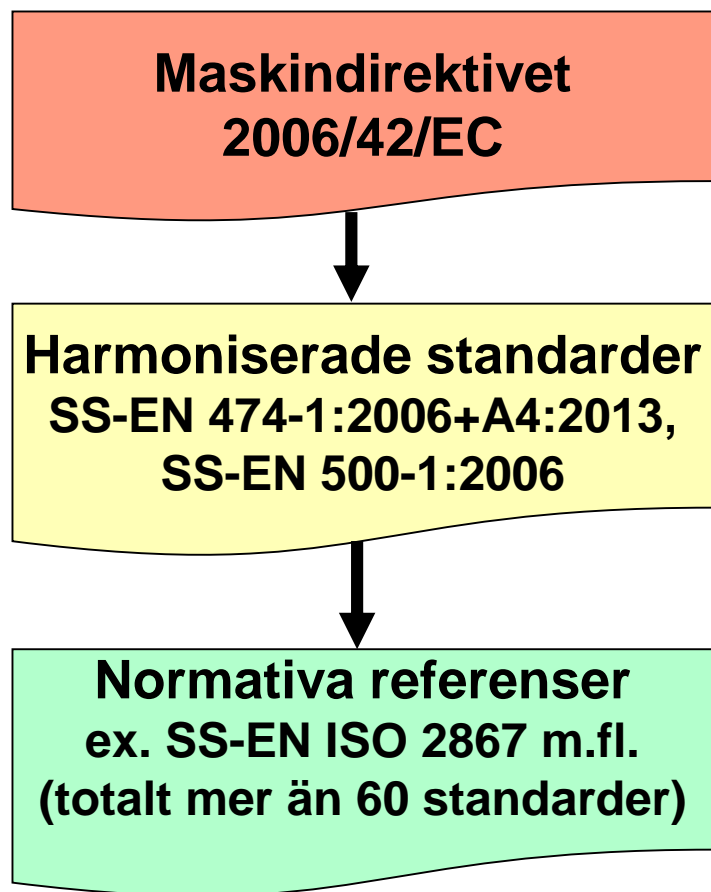 Maskindirektivet
2006/42/EC
Harmoniserade standarder
SS-EN 474-1:2006+A4:2013,
SS-EN 500-1:2006
Normativa referenser
ex. SS-EN ISO 2867 m.fl.
(totalt mer än 60 standarder)